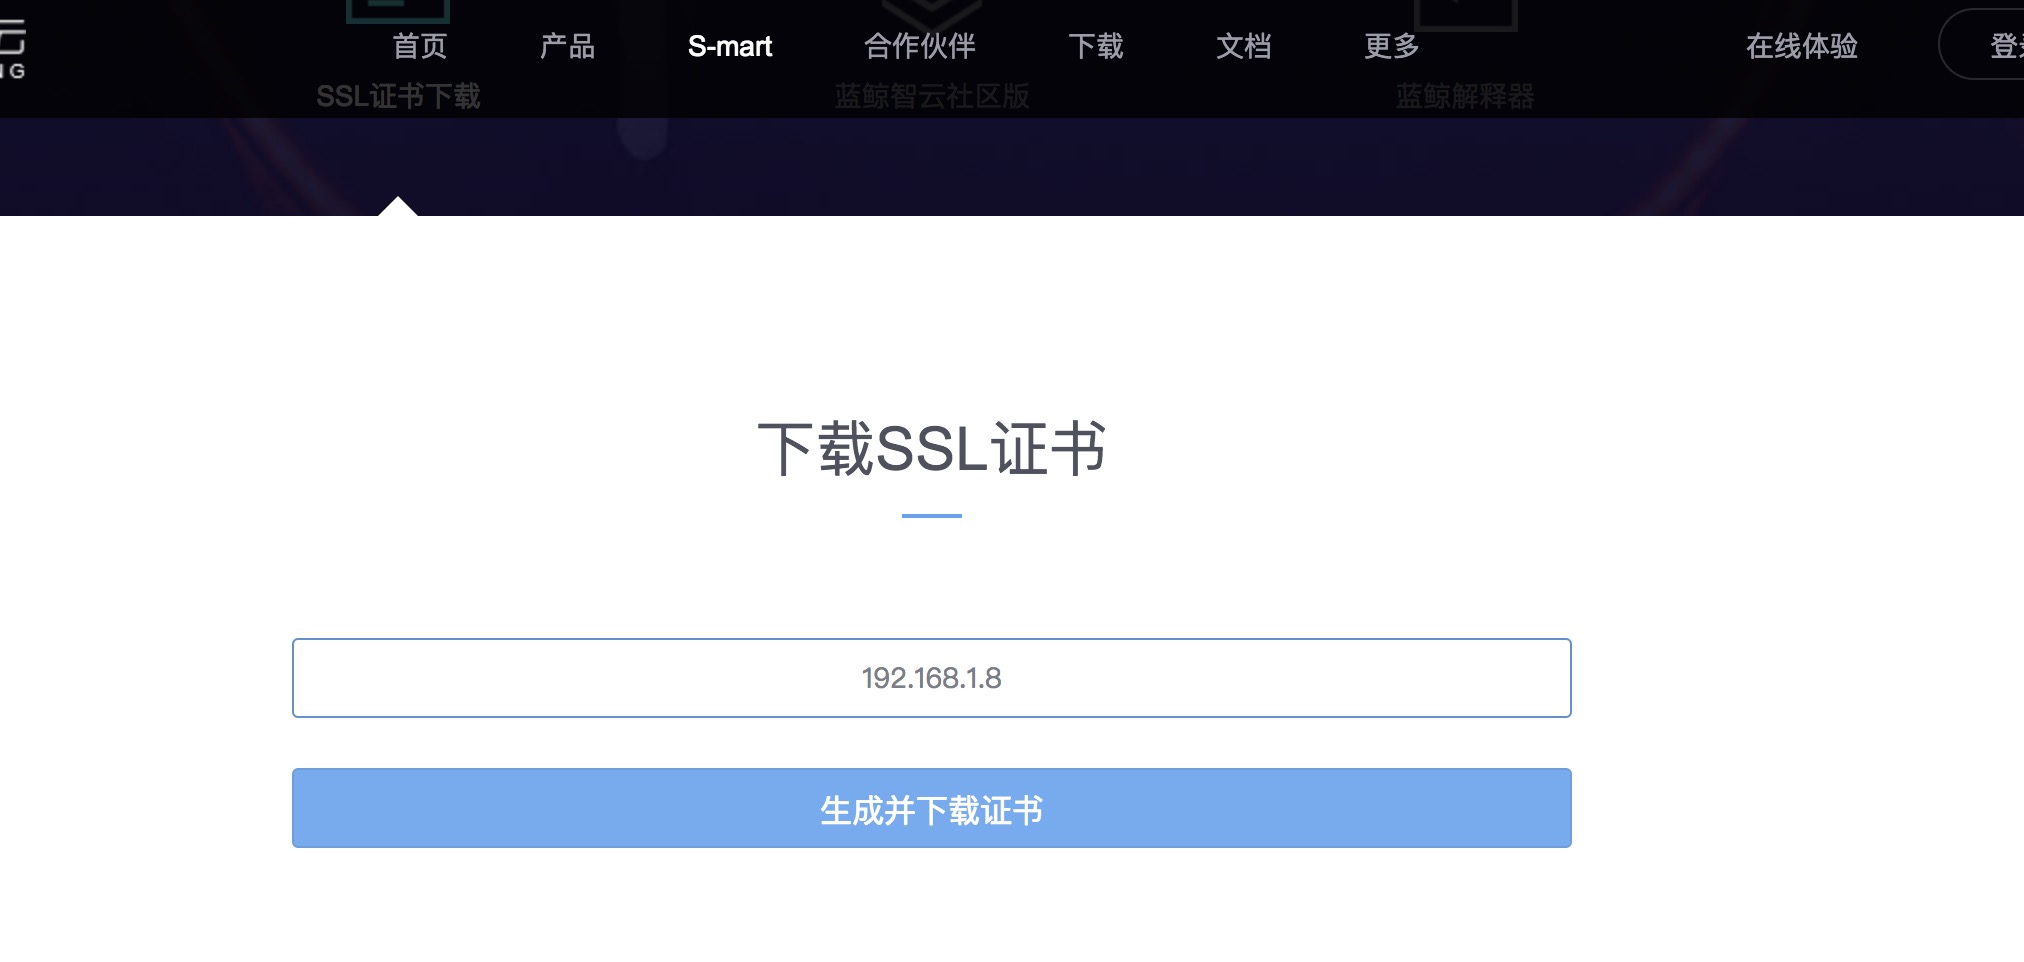 云
NG
首页 产品 S-mart 合作伙伴 下载 文档 更多 在线体验 登录
SSL证书下载 蓝鲸智云社区版 蓝鲸解释器
下载SSL证书
192.168.1.8
生成并下载证书